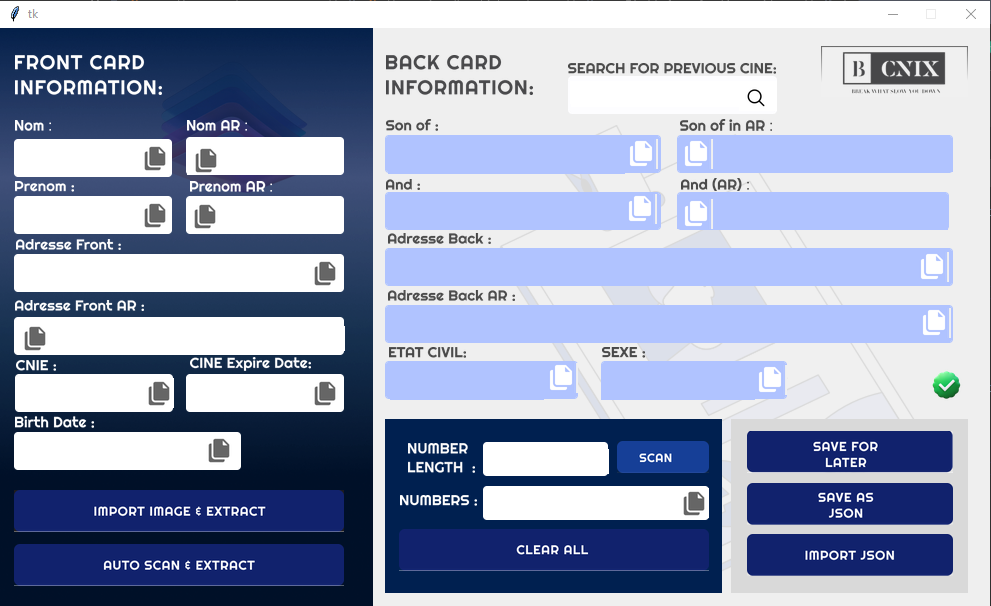 tk
FRONT CARD
INFORMATION:
Nom :
Nom AR :
Prenom :
Prenom AR :
Adresse Front :
Adresse Front AR :
CNIE :
CINE Expire Date:
Birth Date :
IMPORT IMAGE & EXTRACT
AUTO SCAN & EXTRACT
BACK CARD
INFORMATION:
SEARCH FOR PREVIOUS CINE:
B CNIX
BREAK WHAT SLOW YOU DOWN
Son of :
Son of in AR :
And :
And (AR) :
Adresse Back :
Adresse Back AR :
ETAT CIVIL:
SEXE :
NUMBER
LENGTH :
SCAN
NUMBERS :
CLEAR ALL
SAVE FOR
LATER
SAVE AS
JSON
IMPORT JSON